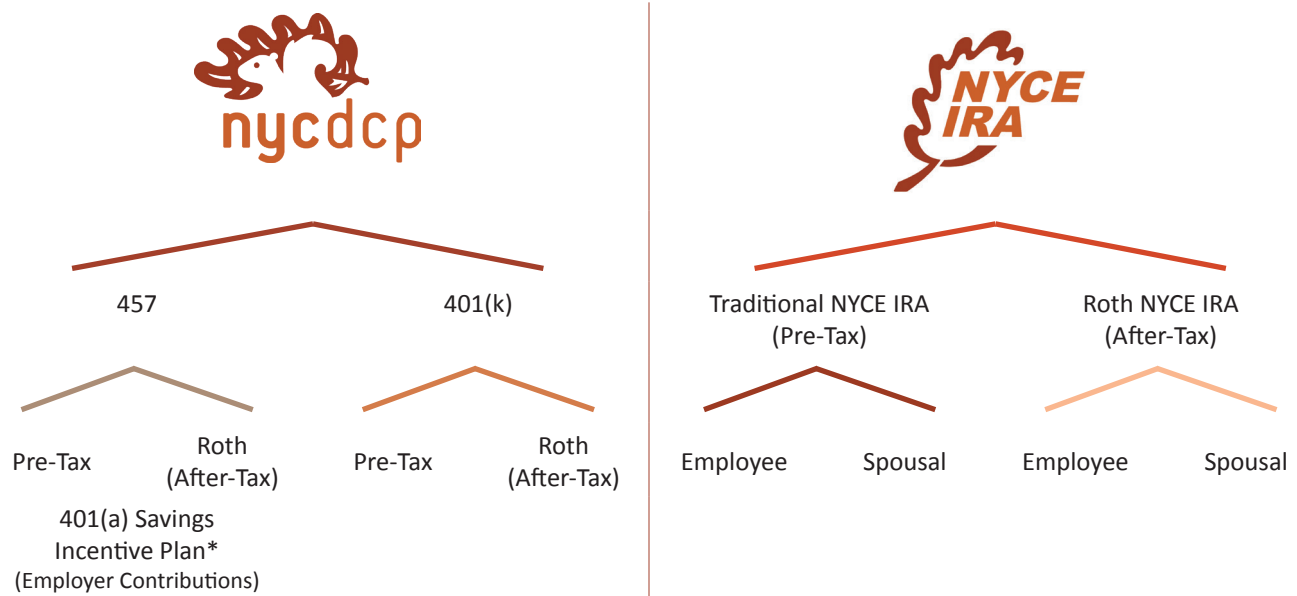 nycdcp
457
401(k)
Pre-Tax
Roth
(After-Tax)
Pre-Tax
Roth
(After-Tax)
401(a) Savings
Incentive Plan*
(Employer Contributions)
NYCE
IRA
Traditional NYCE IRA
(Pre-Tax)
Roth NYCE IRA
(After-Tax)
Employee
Spousal
Employee
Spousal